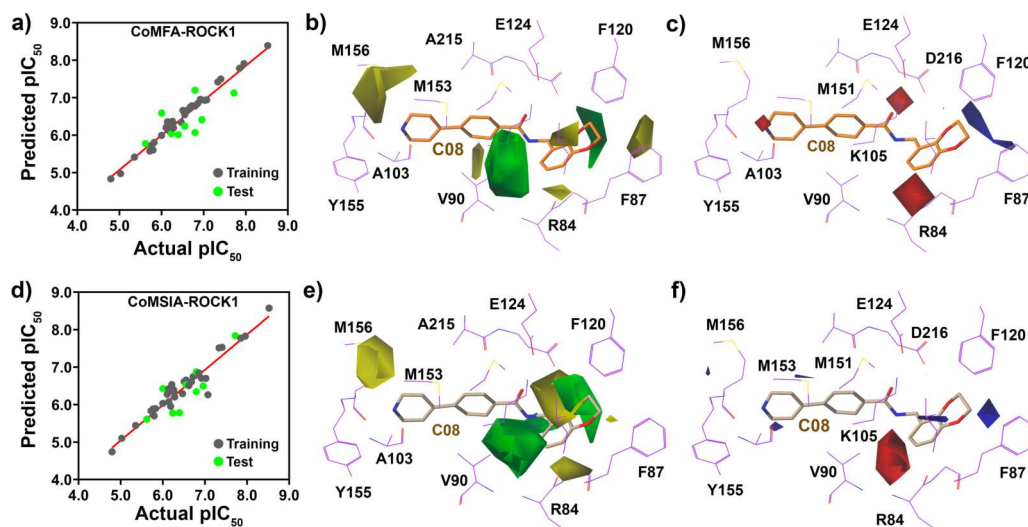 a)
CoMFA-ROCK1
Predicted pIC50
9.0
8.0
7.0
6.0
5.0
4.0
Training
Test
4.0 5.0 6.0 7.0 8.0 9.0
Actual pIC50
b)
E124
A215
F120
M156
M153
C08
A103
V90
F87
Y155
R84
c)
E124
M156
D216
F120
M151
C08
K105
A103
V90
F87
Y155
R84
d)
CoMSIA-ROCK1
Predicted pIC50
9.0
8.0
7.0
6.0
5.0
4.0
Training
Test
4.0 5.0 6.0 7.0 8.0 9.0
Actual pIC50
e)
E124
A215
F120
M156
M153
C08
A103
V90
F87
Y155
R84
f)
E124
D216
F120
M156
M153
M151
C08
K105
A103
V90
F87
Y155
R84